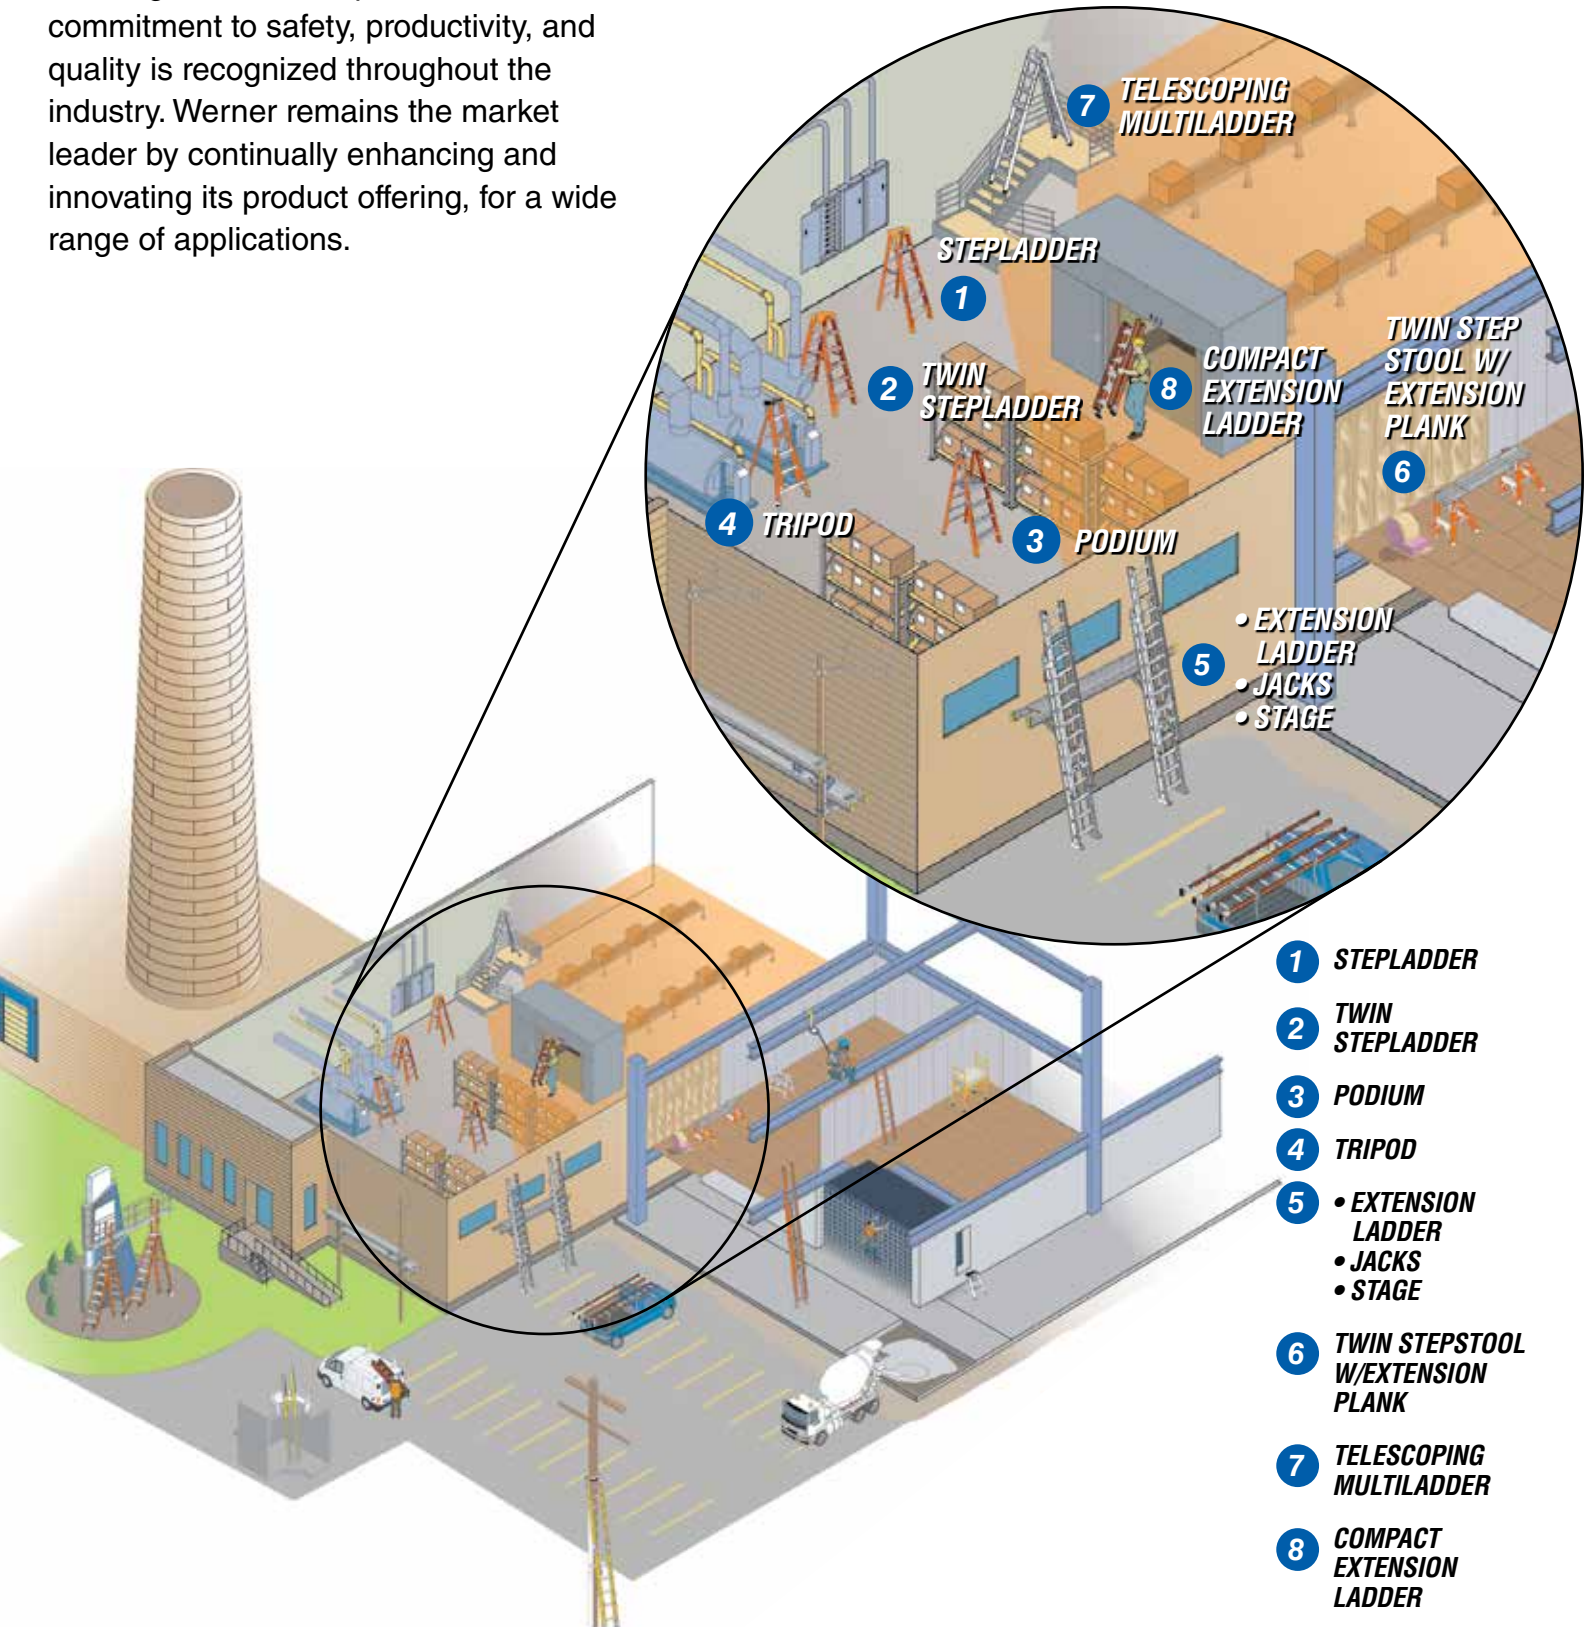 commitment to safety, productivity, and
quality is recognized throughout the
industry. Werner remains the market
leader by continually enhancing and
innovating its product offering, for a wide
range of applications.
7 TELESCOPING
MULTILADDER
STEPLADDER
1
2 TWIN
STEPLADDER
8 COMPACT
EXTENSION
LADDER
TWIN STEP
STOOL W/
EXTENSION
PLANK
6
4 TRIPOD
3 PODIUM
5 • EXTENSION
LADDER
• JACKS
• STAGE
1 STEPLADDER
2 TWIN
STEPLADDER
3 PODIUM
4 TRIPOD
5 • EXTENSION
LADDER
• JACKS
• STAGE
6 TWIN STEPSTOOL
W/EXTENSION
PLANK
7 TELESCOPING
MULTILADDER
8 COMPACT
EXTENSION
LADDER